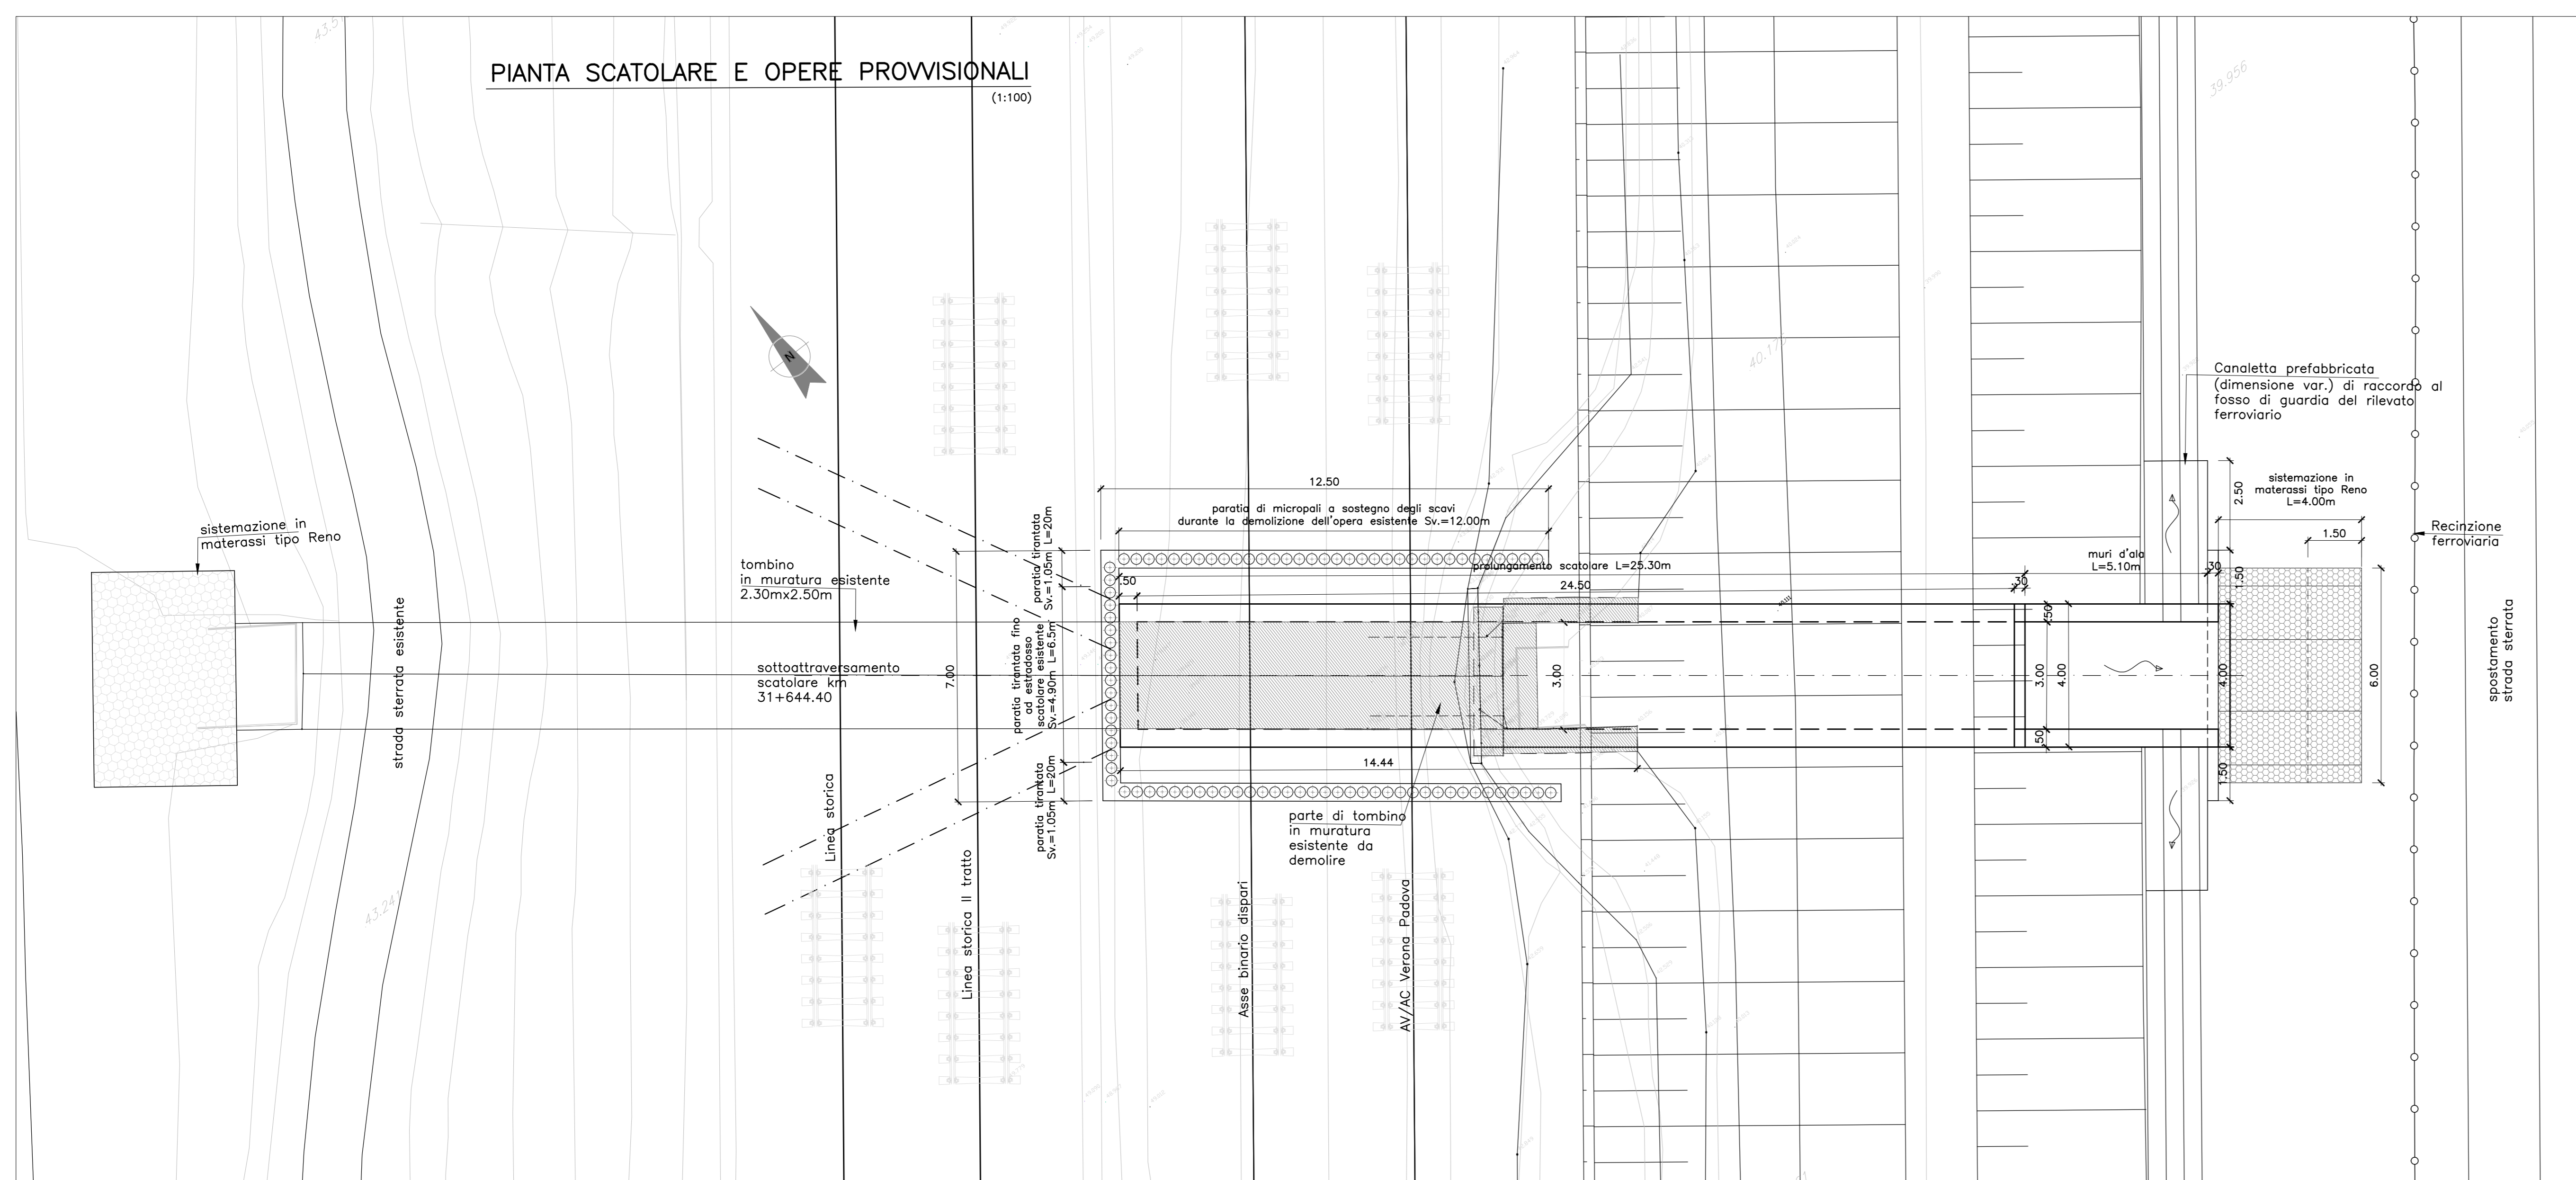 PIANTA SCATOLARE E OPERE PROVVISIONALI
(1:100)
43.241
39.956
N
Canaletta prefabbricata
(dimensione var.) di raccordo al
fosso di guardia del rilevato
ferroviario
12.50
paratia di micropali a sostegno degli scavi
durante la demolizione dell'opera esistente Sv.=12.00m
sistemazione in
materassi tipo Reno
sistemazione in
materassi tipo Reno
L=4.00m
2.50
1.50
Recinzione
ferroviaria
muri d'ala
L=5.10m
.30
.30
1.50
prolungamento scatolare L=25.30m
.50
24.50
tombino
in muratura esistente
2.30mx2.50m
paratia tirantata
Sv.=1.05m L=20m
paratia tirantata fino
ad estradosso
scatolare esistente
Sv.=4.90m L=6.5m
paratia tirantata
Sv.=1.05m L=20m
7.00
sottoattraversamento
scatolare km
31+644.40
3.00
.50
3.00
4.00
.50
4.00
6.00
1.50
14.44
parte di tombino
in muratura
esistente da
demolire
strada sterrata esistente
Linea storica
Linea storica II tratto
Asse binario dispari
AV/AC Verona Padova
spostamento
strada sterrata